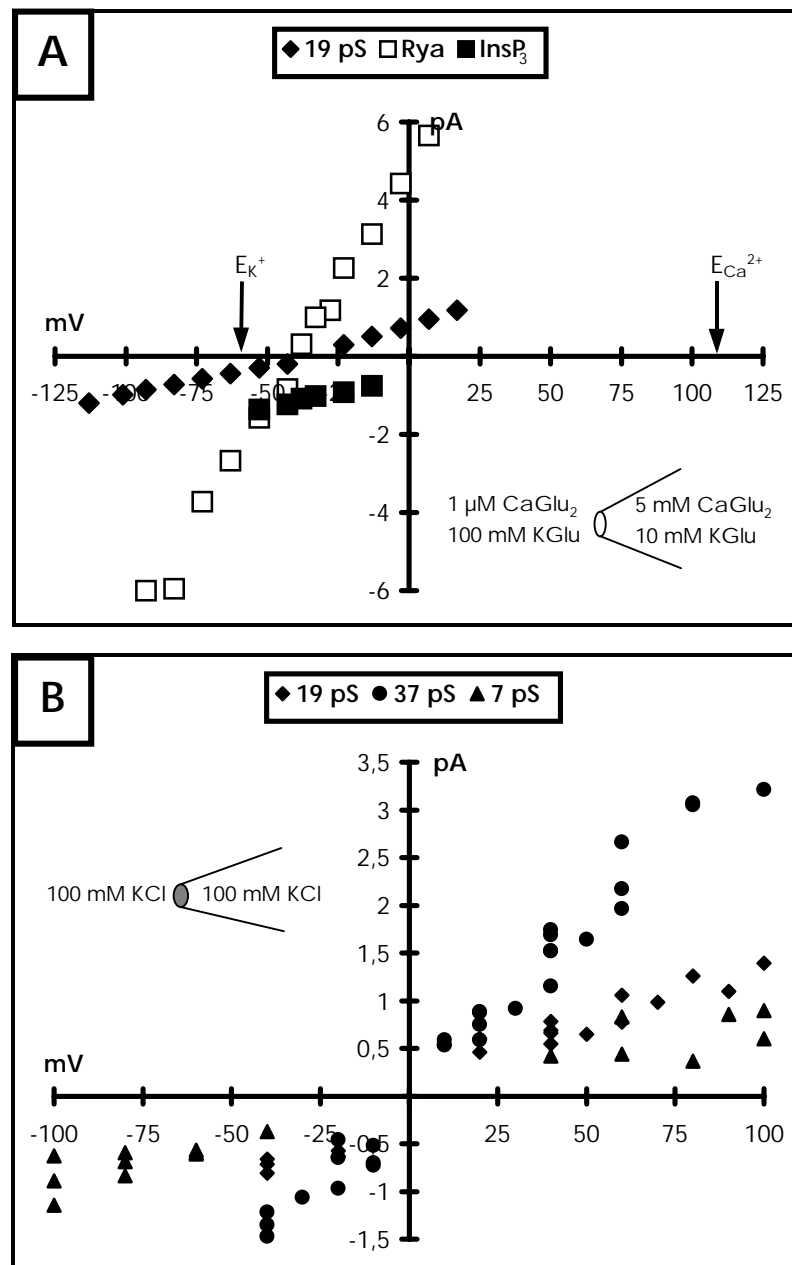 A
19 pS Rya InsP₃
pA
6
4
E_K⁺ E_Ca²⁺
2
mV
-125 -100 -75 -50 -25 25 50 75 100 125
-2
1 µM CaGlu₂ 5 mM CaGlu₂
-4
100 mM KGlu 10 mM KGlu
-6
B
19 pS 37 pS 7 pS
3,5 pA
3
2,5
100 mM KCl 100 mM KCl
2
1,5
1
mV
0,5
-100 -75 -50 -25 25 50 75 100
-0,5
-1
-1,5